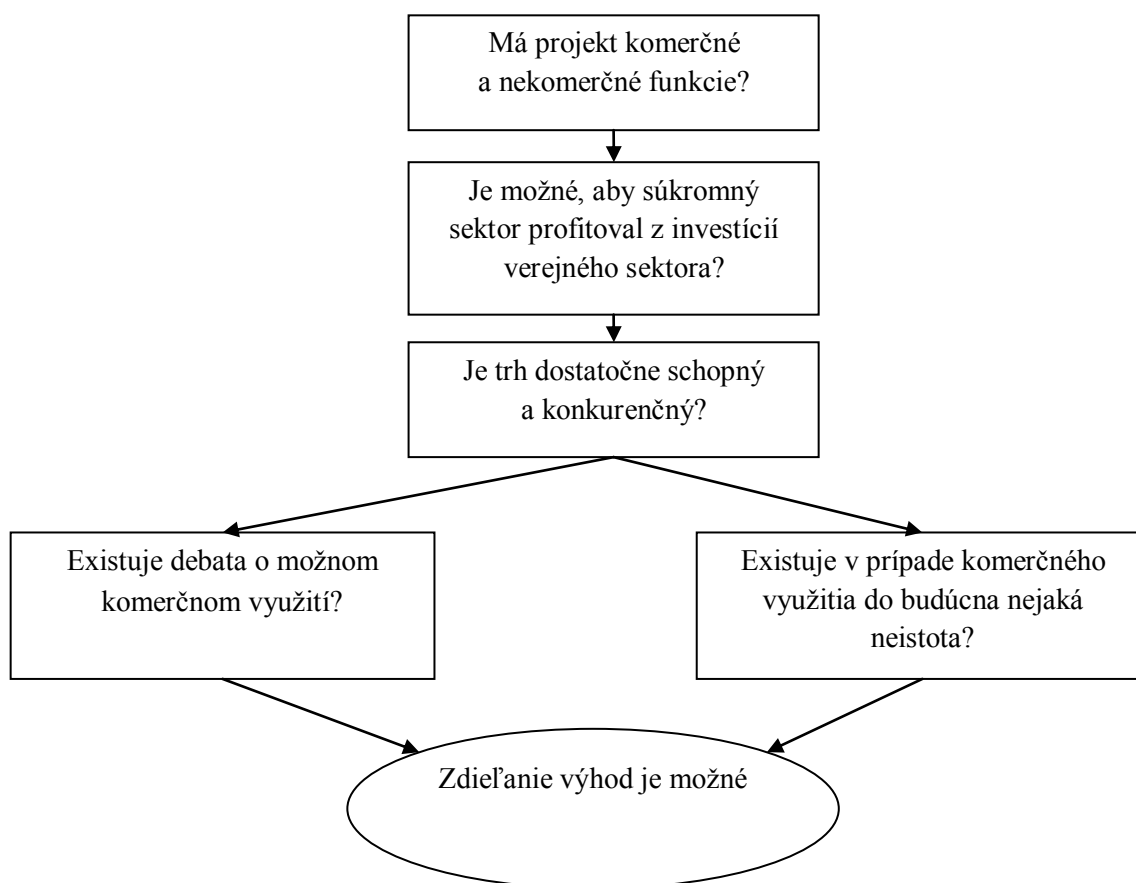 Má projekt komerčné
a nekomerčné funkcie?
Je možné, aby súkromný
sektor profitoval z investícií
verejného sektora?
Je trh dostatočne schopný
a konkurenčný?
Existuje debata o možnom
komerčnom využití?
Existuje v prípade komerčného
využitia do budúcna nejaká
neistota?
Zdieľanie výhod je možné